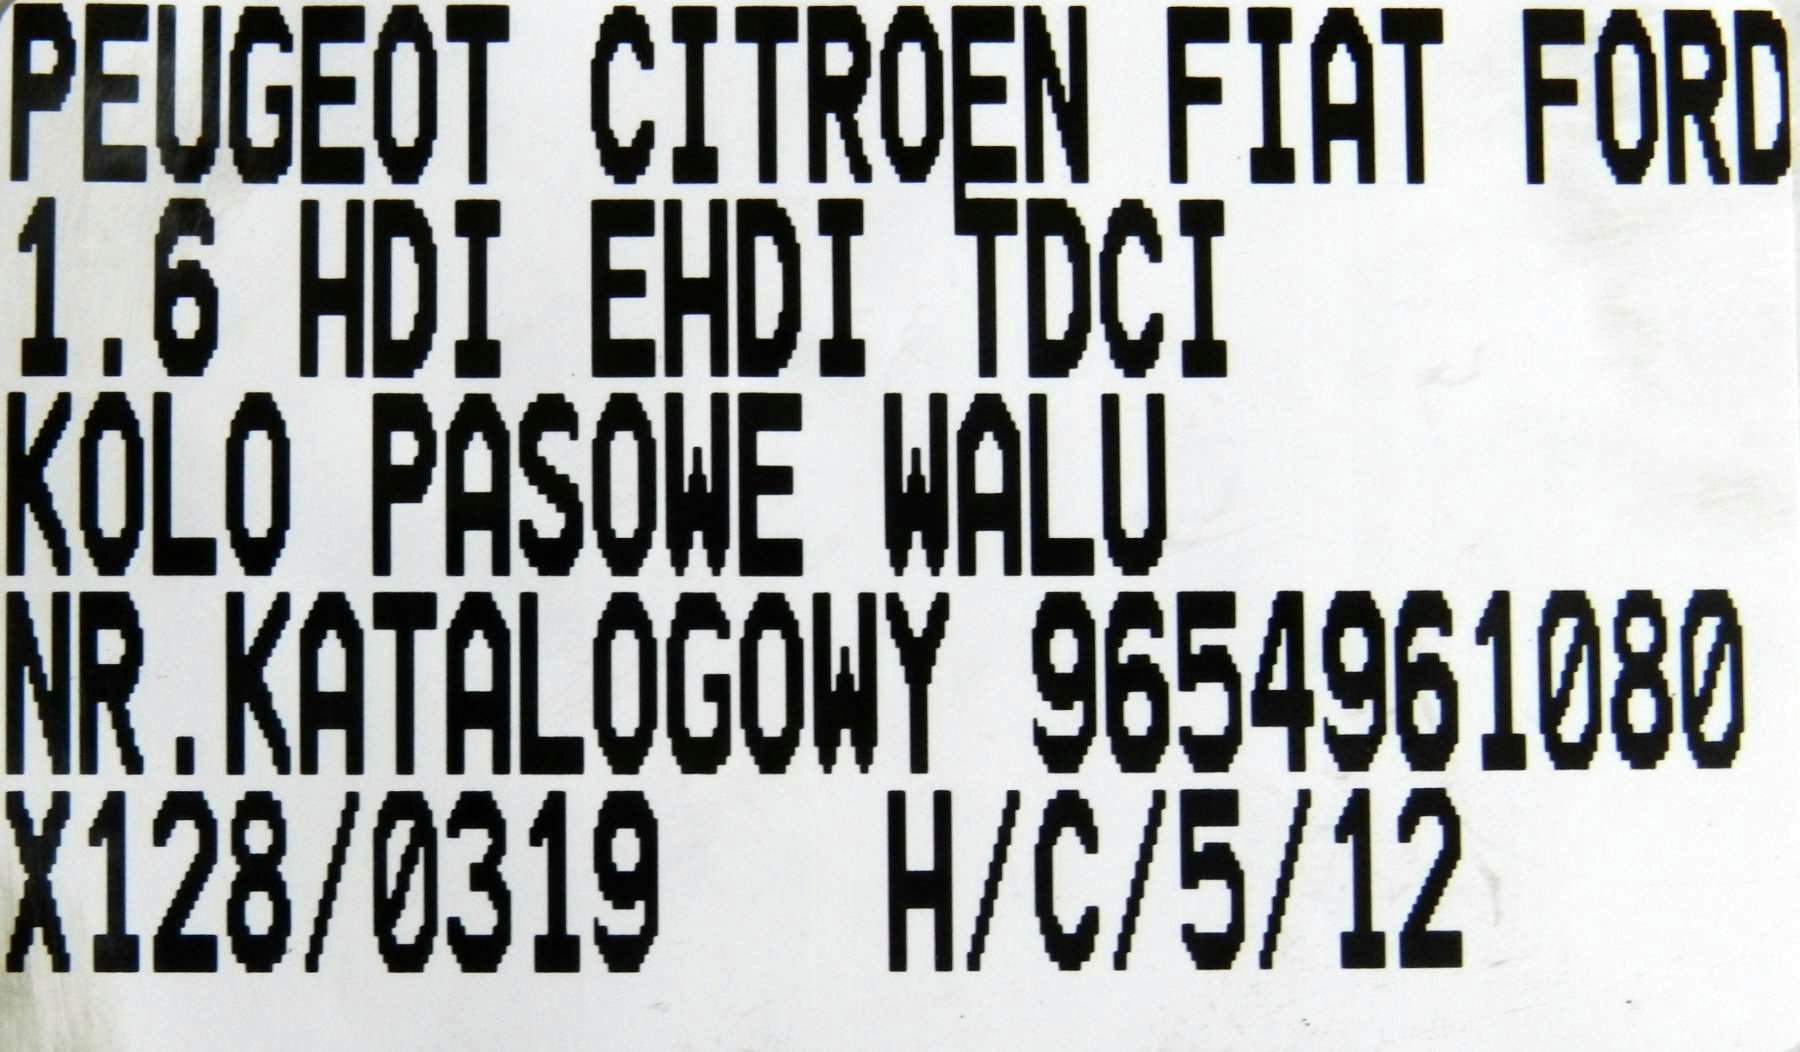 PEUGEOT CITROEN FIAT FORD
1.6 HDI EHDI TDCI
KOLO PASOWE WALU
NR.KATALOGOWY 9654961080
X128/0319 H/C/5/12